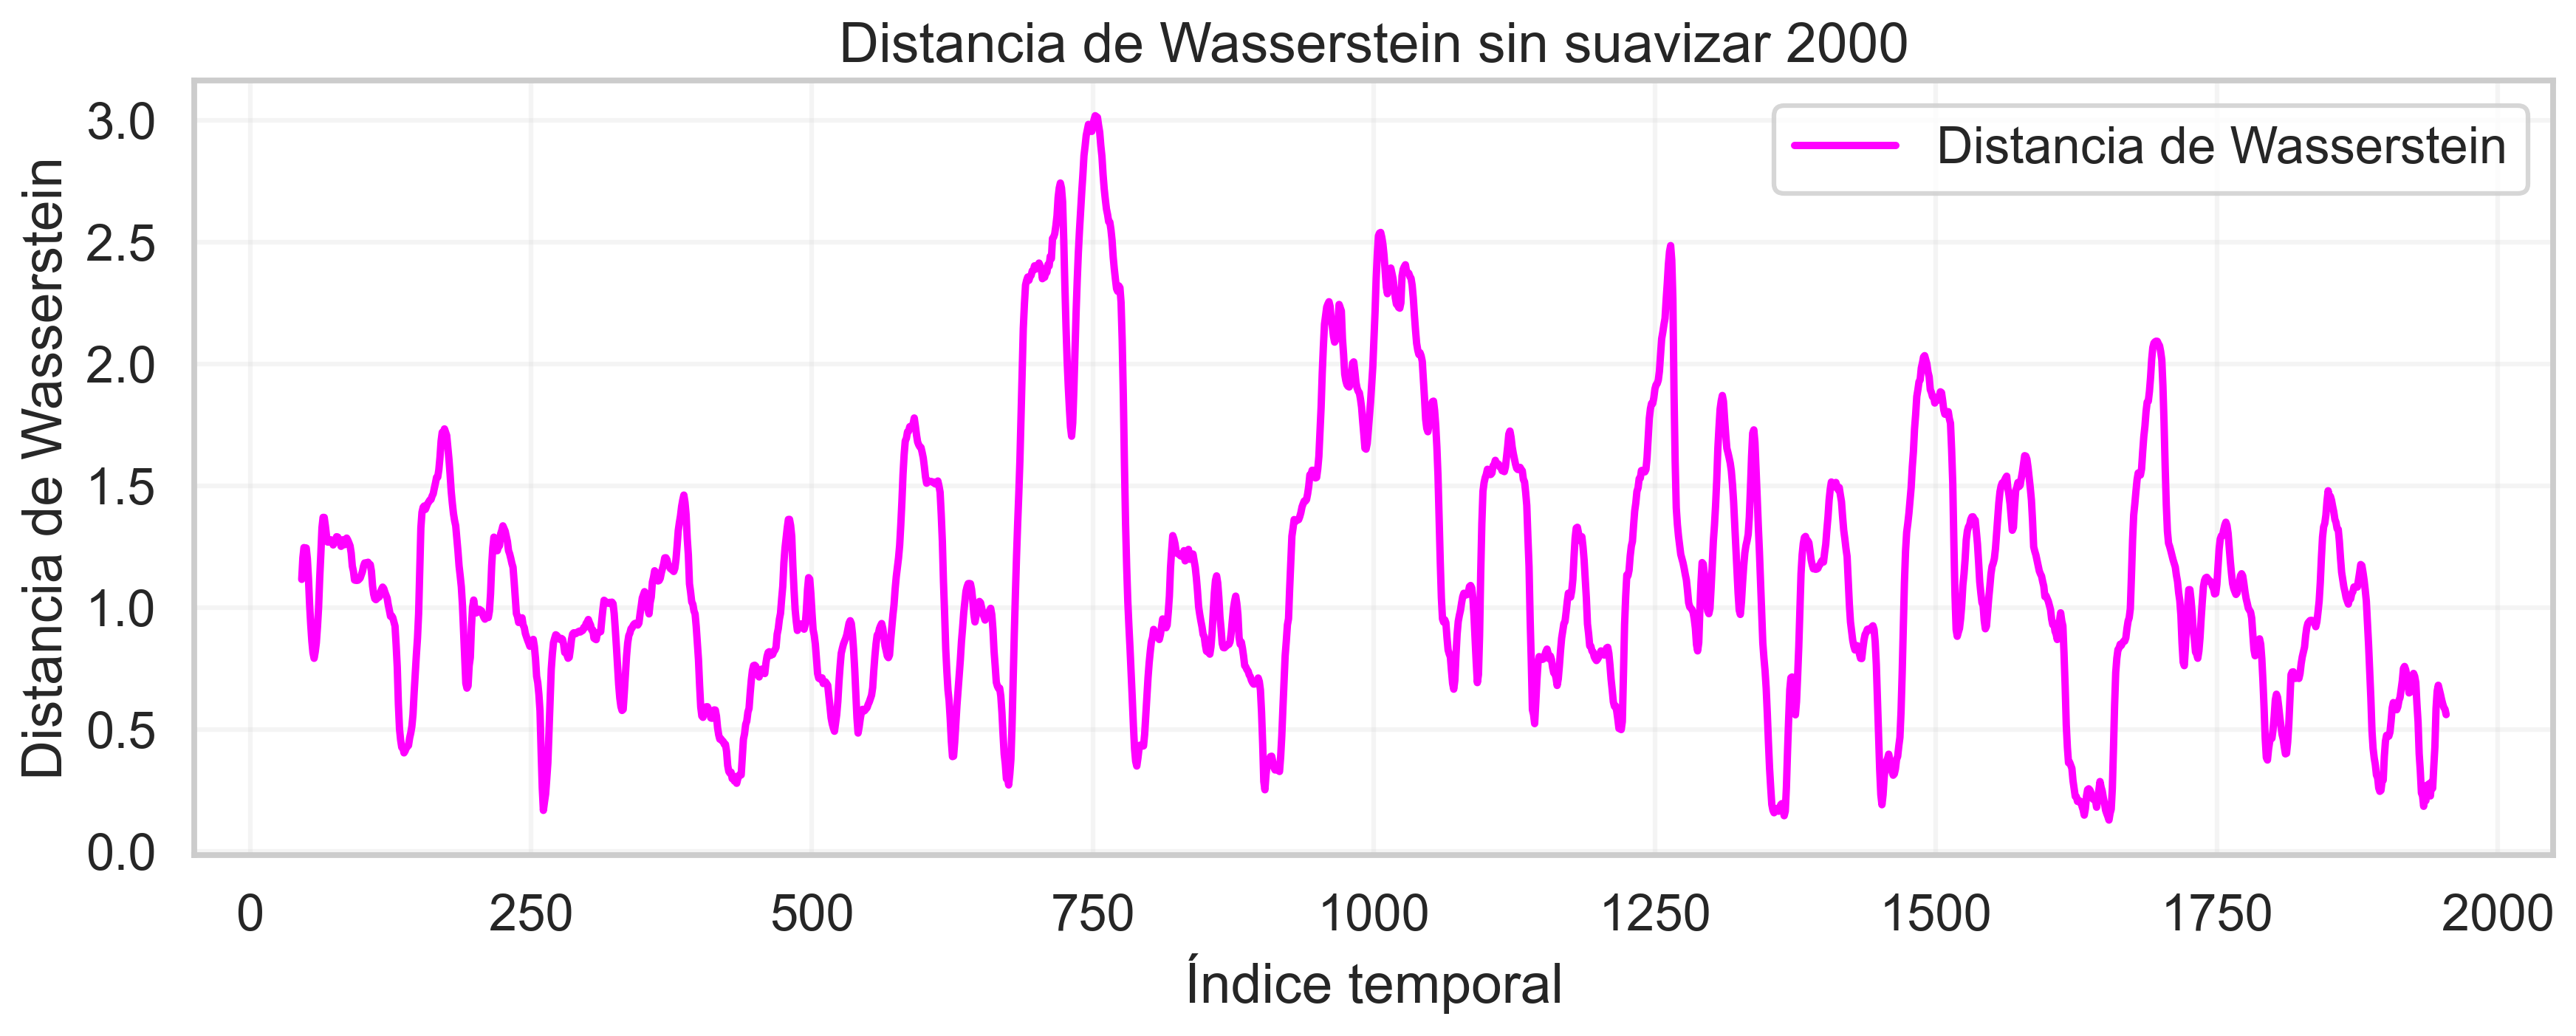 Distancia de Wasserstein sin suavizar 2000
Distancia de Wasserstein
Distancia de Wasserstein
3.0
2.5
2.0
1.5
1.0
0.5
0.0
0 250 500 750 1000 1250 1500 1750 2000
Índice temporal